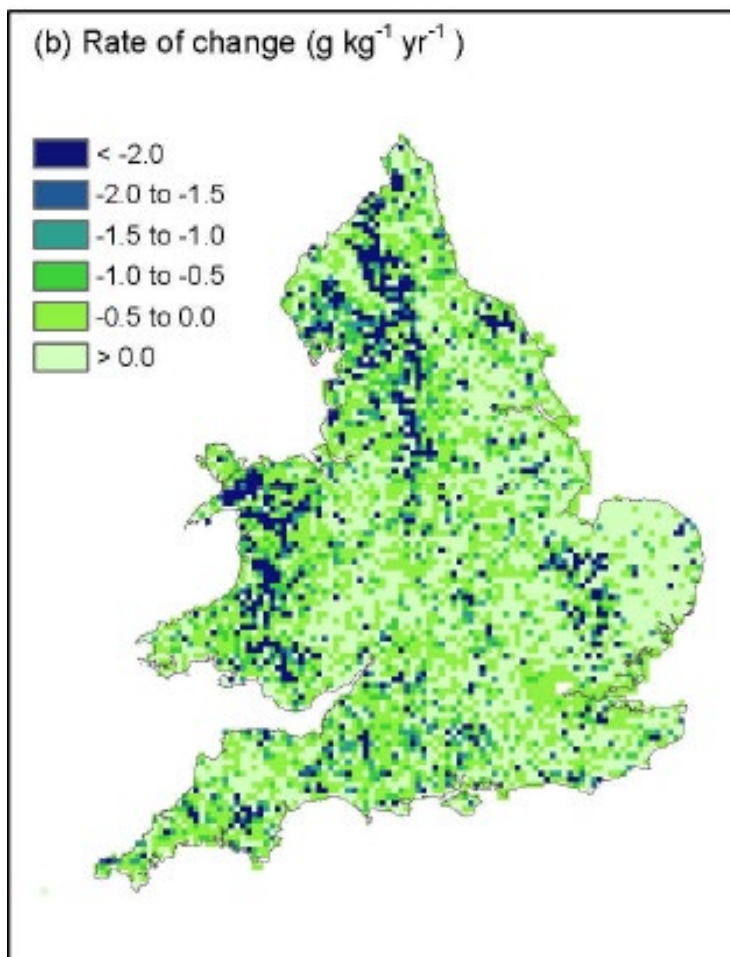 (b) Rate of change (g kg⁻¹ yr⁻¹ )
< -2.0
-2.0 to -1.5
-1.5 to -1.0
-1.0 to -0.5
-0.5 to 0.0
> 0.0